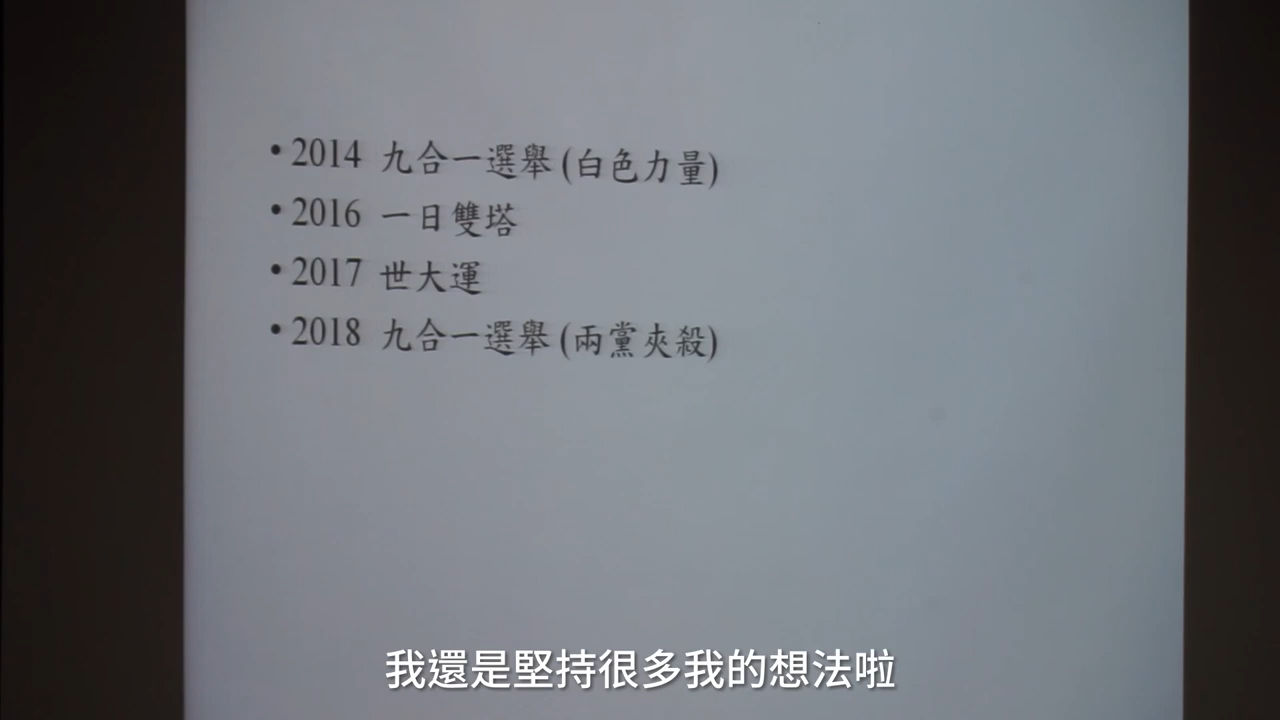 • 2014 九合一選舉 (白色力量)
• 2016 一日雙塔
• 2017 世大運
• 2018 九合一選舉 (兩黨夾殺)
我還是堅持很多我的想法啦